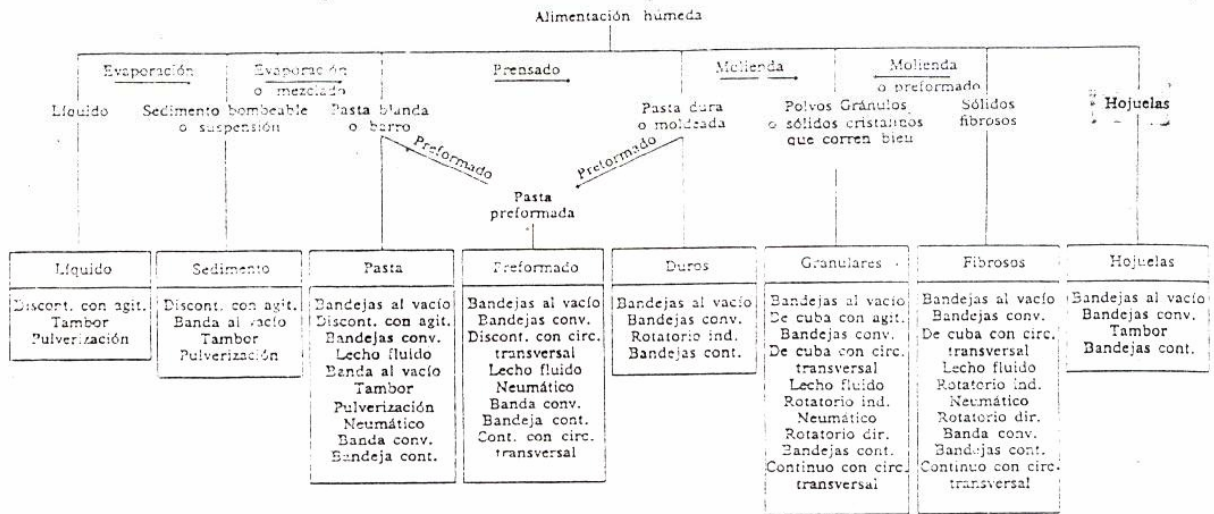 Alimentación húmeda
Evaporación
Evaporación
o mezclado
Prensado
Molienda
Molienda
o preformado
Líquido
Sedimento bombeable
o suspensión
Pasta blanda
o barro
Pasta dura
o moldeada
Polvos Gránulos
o sólidos cristalinos
que corren bieu
Sólidos
fibrosos
Hojuelas
Preformado
Preformado
Pasta
preformada
Líquido
Discont. con agit.
Tambor
Pulverización
Sedimento
Discont. con agit.
Banda al vacío
Tambor
Pulverización
Pasta
Bandejas al vacío
Discont. con agit.
Bandejas conv.
Lecho fluido
Banda al vacío
Tambor
Pulverización
Neumático
Banda conv.
Bandeja cont.
Preformado
Bandejas al vacío
Bandejas conv.
Discont. con circ.
transversal
Lecho fluido
Neumático
Banda conv.
Bandeja cont.
Cont. con circ.
transversal
Duros
Bandejas al vacío
Bandejas conv.
Rotatorio ind.
Bandejas cont.
Granulares
Bandejas al vacío
De cuba con agit.
Bandejas conv.
De cuba con circ.
transversal
Lecho fluido
Rotatorio ind.
Neumático
Rotatorio dir.
Bandejas cont.
Continuo con circ.
transversal
Fibrosos
Bandejas al vacío
Bandejas conv.
De cuba con circ.
transversal
Lecho fluido
Rotatorio ind.
Neumático
Rotatorio dir.
Banda conv.
Bandejas cont.
Continuo con circ.
transversal
Hojuelas
Bandejas al vacío
Bandejas conv.
Tambor
Bandejas cont.